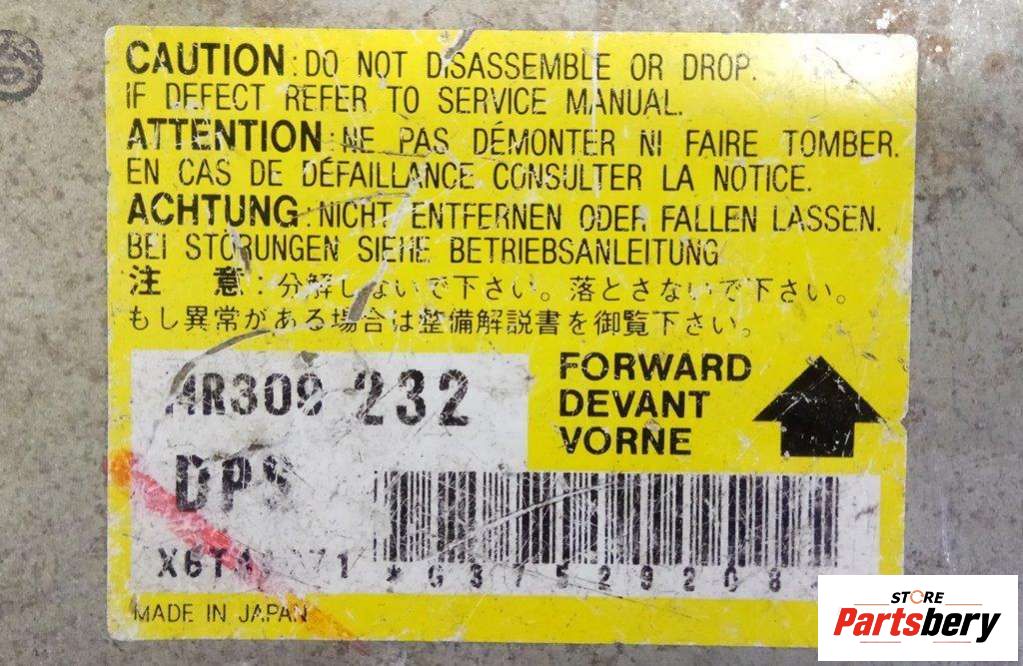 CAUTION : DO NOT DISASSEMBLE OR DROP.
IF DEFECT REFER TO SERVICE MANUAL.
ATTENTION : NE PAS DÉMONTER NI FAIRE TOMBER.
EN CAS DE DÉFAILLANCE CONSULTER LA NOTICE.
ACHTUNG : NICHT ENTFERNEN ODER FALLEN LASSEN.
BEI STÖRUNGEN SIEHE BETRIEBSANLEITUNG
注 意 : 分解しないで下さい。落とさないで下さい。
もし異常がある場合は整備解説書を御覧下さい。
MR309 232
FORWARD
DEVANT
VORNE
DPS
MADE IN JAPAN
STORE
Partsbery